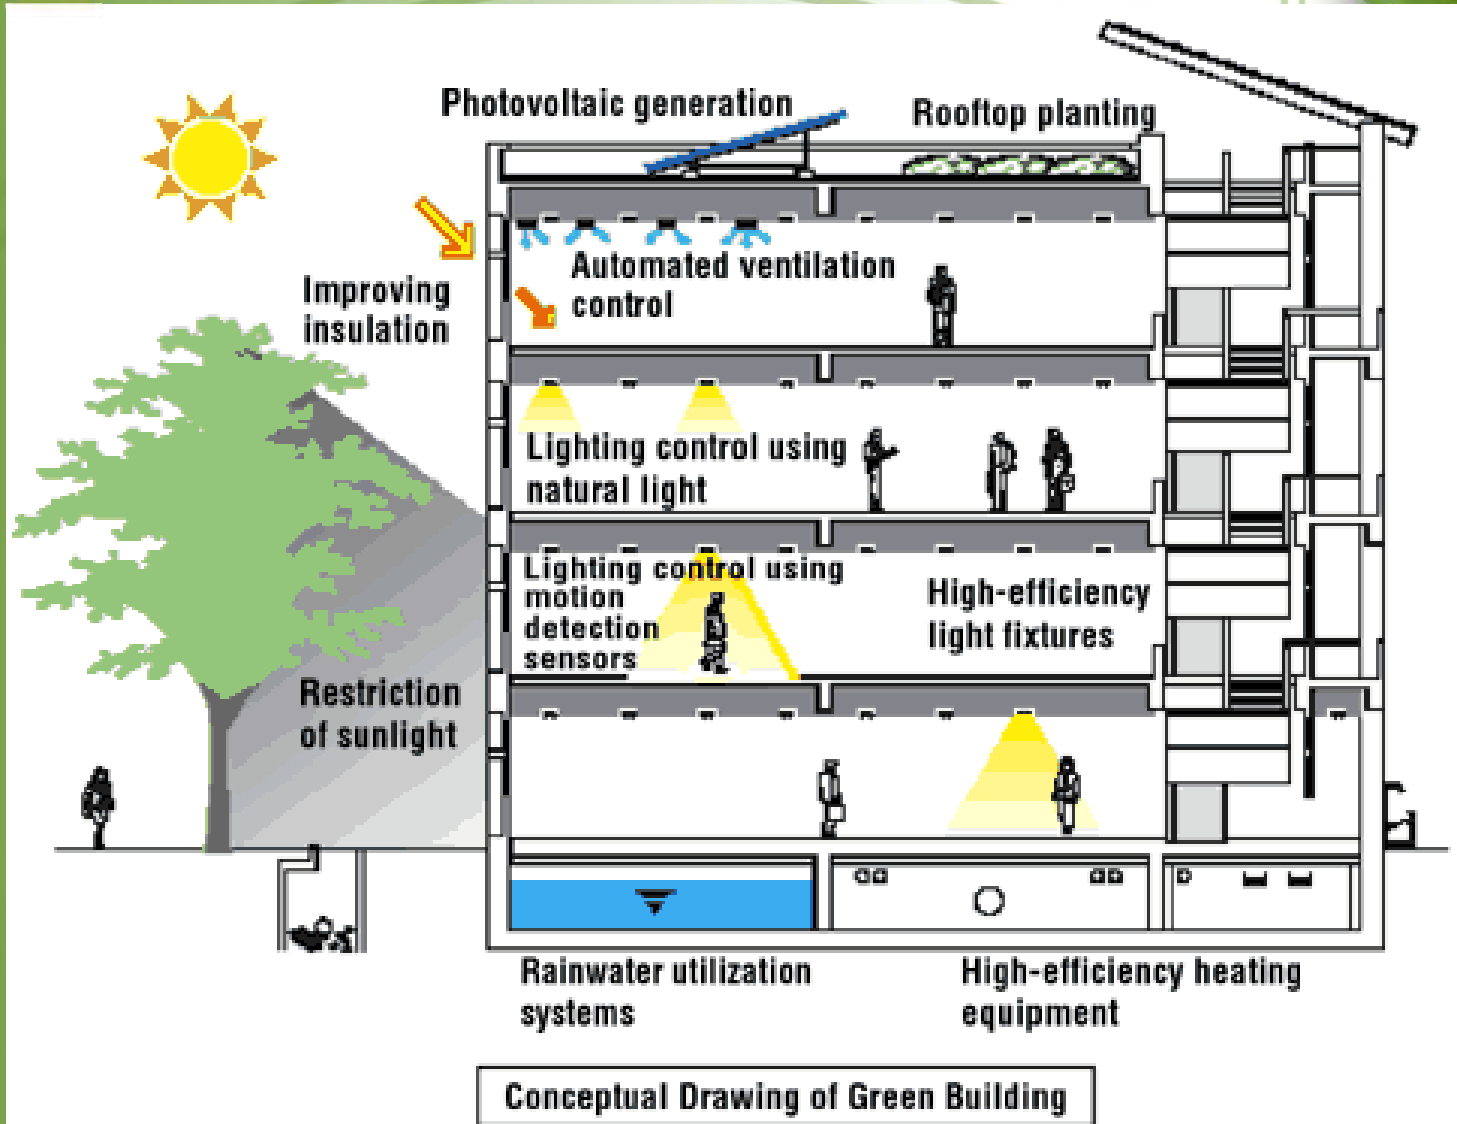 Photovoltaic generation
Rooftop planting
Improving
insulation
Automated ventilation
control
Lighting control using
natural light
Lighting control using
motion
detection
sensors
High-efficiency
light fixtures
Restriction
of sunlight
Rainwater utilization
systems
High-efficiency heating
equipment
Conceptual Drawing of Green Building